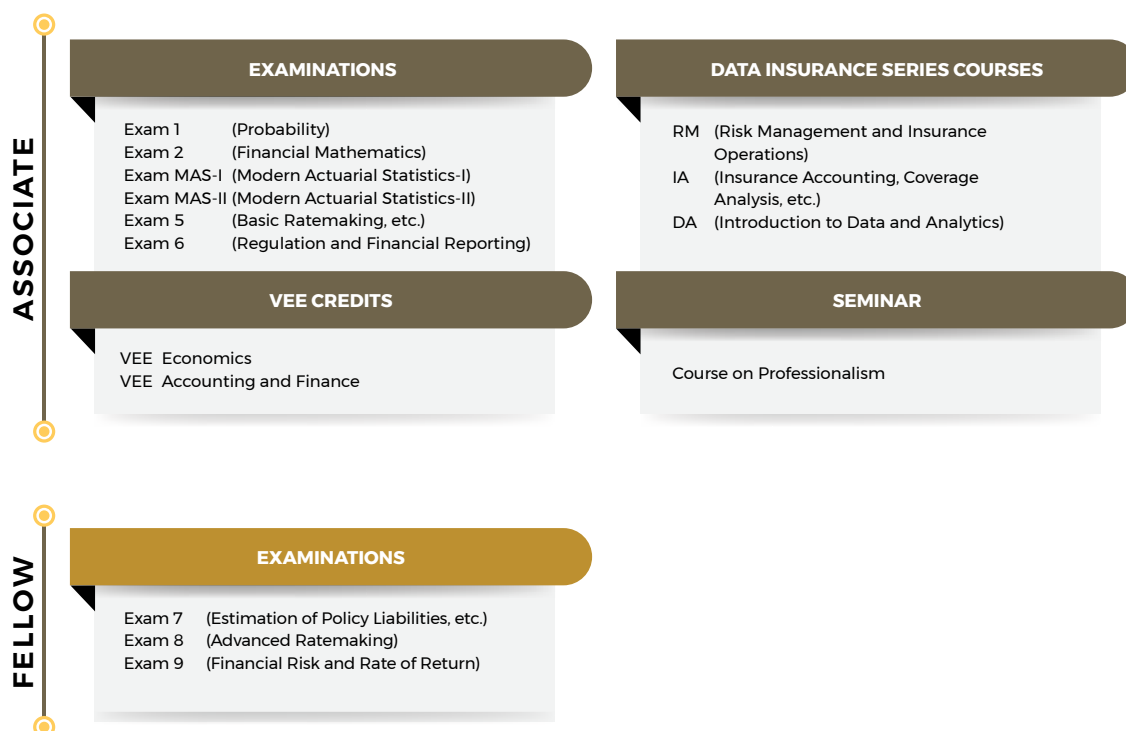 ASSOCIATE
EXAMINATIONS
Exam 1 (Probability)
Exam 2 (Financial Mathematics)
Exam MAS-I (Modern Actuarial Statistics-I)
Exam MAS-II (Modern Actuarial Statistics-II)
Exam 5 (Basic Ratemaking, etc.)
Exam 6 (Regulation and Financial Reporting)
DATA INSURANCE SERIES COURSES
RM (Risk Management and Insurance
Operations)
IA (Insurance Accounting, Coverage
Analysis, etc.)
DA (Introduction to Data and Analytics)
VEE CREDITS
VEE Economics
VEE Accounting and Finance
SEMINAR
Course on Professionalism
FELLOW
EXAMINATIONS
Exam 7 (Estimation of Policy Liabilities, etc.)
Exam 8 (Advanced Ratemaking)
Exam 9 (Financial Risk and Rate of Return)